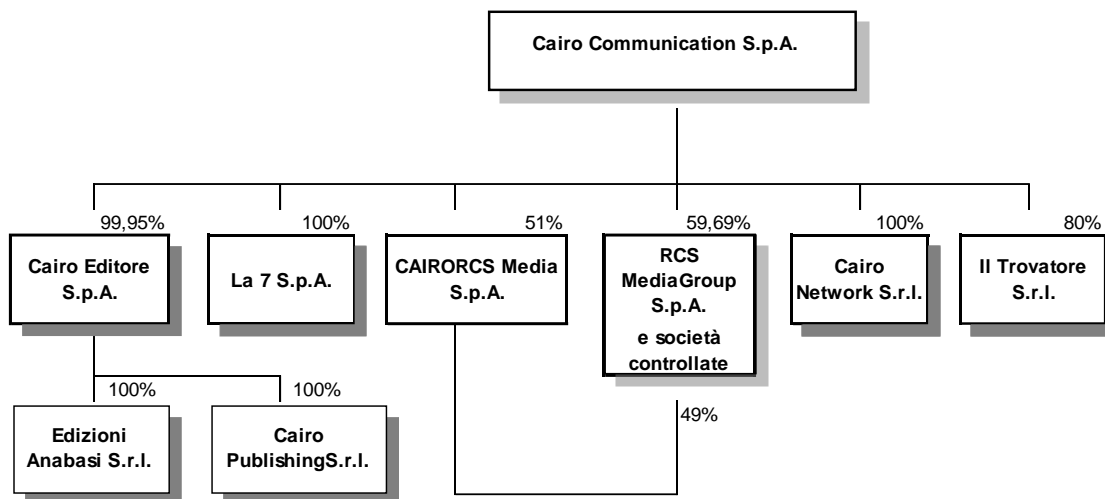 Cairo Communication S.p.A.
99,95%
100%
51%
59,69%
100%
80%
Cairo Editore
S.p.A.
La 7 S.p.A.
CAIRORCS Media
S.p.A.
RCS
MediaGroup
S.p.A.
e società
controllate
Cairo
Network S.r.l.
Il Trovatore
S.r.l.
100%
100%
49%
Edizioni
Anabasi S.r.l.
Cairo
PublishingS.r.l.